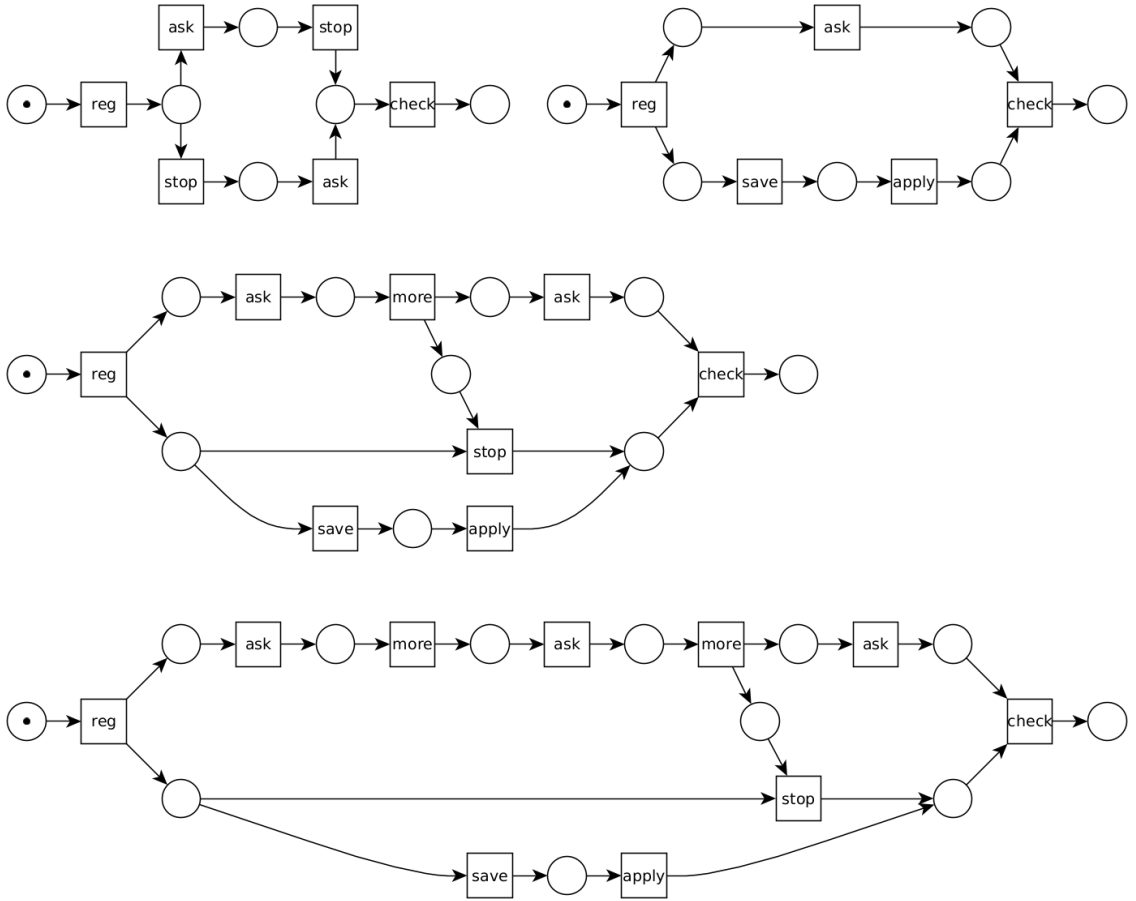 ask stop
reg check
stop ask
ask
reg check
save apply
ask more ask
reg check
stop
save apply
ask more ask more ask
reg check
stop
save apply